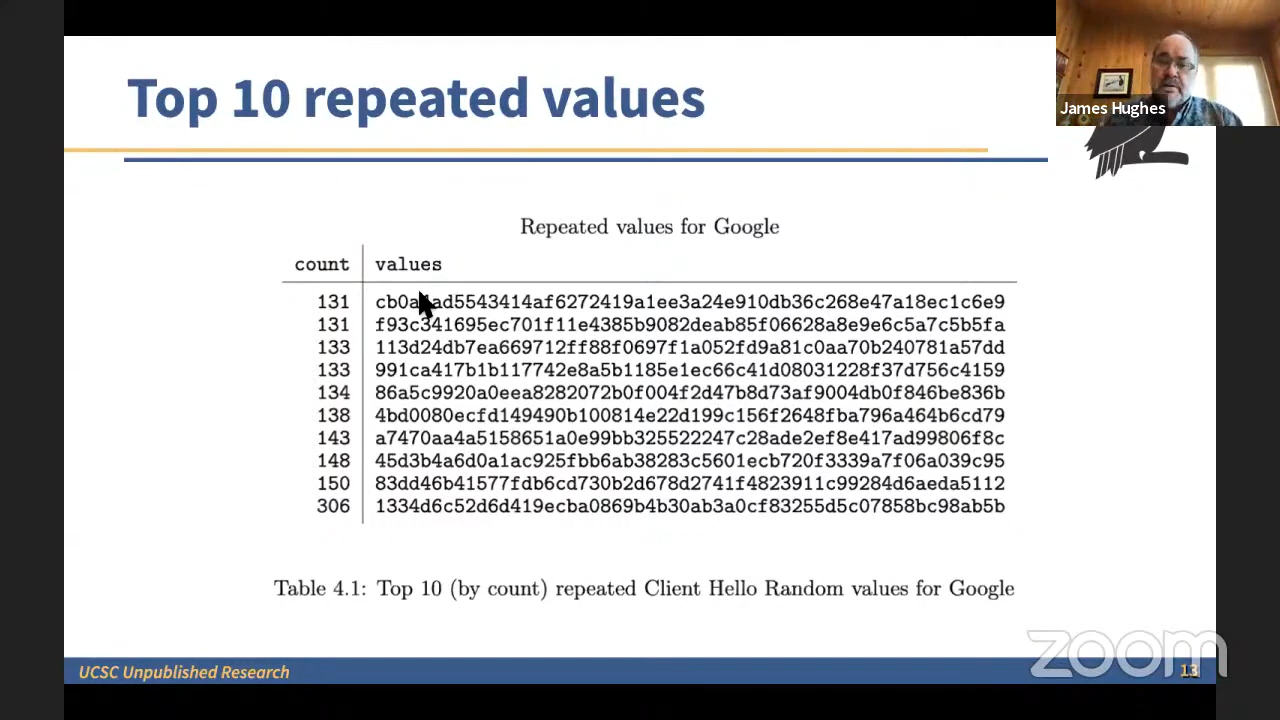 Top 10 repeated values
James Hughes
Repeated values for Google
count values
131 cb0a4ad5543414af6272419a1ee3a24e910db36c268e47a18ec1c6e9
131 f93c341695ec701f11e4385b9082deab85f06628a8e9e6c5a7c5b5fa
133 113d24db7ea669712ff88f0697f1a052fd9a81c0aa70b240781a57dd
133 991ca417b1b117742e8a5b1185e1ec66c41d08031228f37d756c4159
134 86a5c9920a0eea8282072b0f004f2d47b8d73af9004db0f846be836b
138 4bd0080ecfd149490b100814e22d199c156f2648fba796a464b6cd79
143 a7470aa4a5158651a0e99bb325522247c28ade2ef8e417ad99806f8c
148 45d3b4a6d0a1ac925fbb6ab38283c5601ecb720f3339a7f06a039c95
150 83dd46b41577fdb6cd730b2d678d2741f4823911c99284d6aeda5112
306 1334d6c52d6d419ecba0869b4b30ab3a0cf83255d5c07858bc98ab5b
Table 4.1: Top 10 (by count) repeated Client Hello Random values for Google
zoom
UCSC Unpublished Research
13